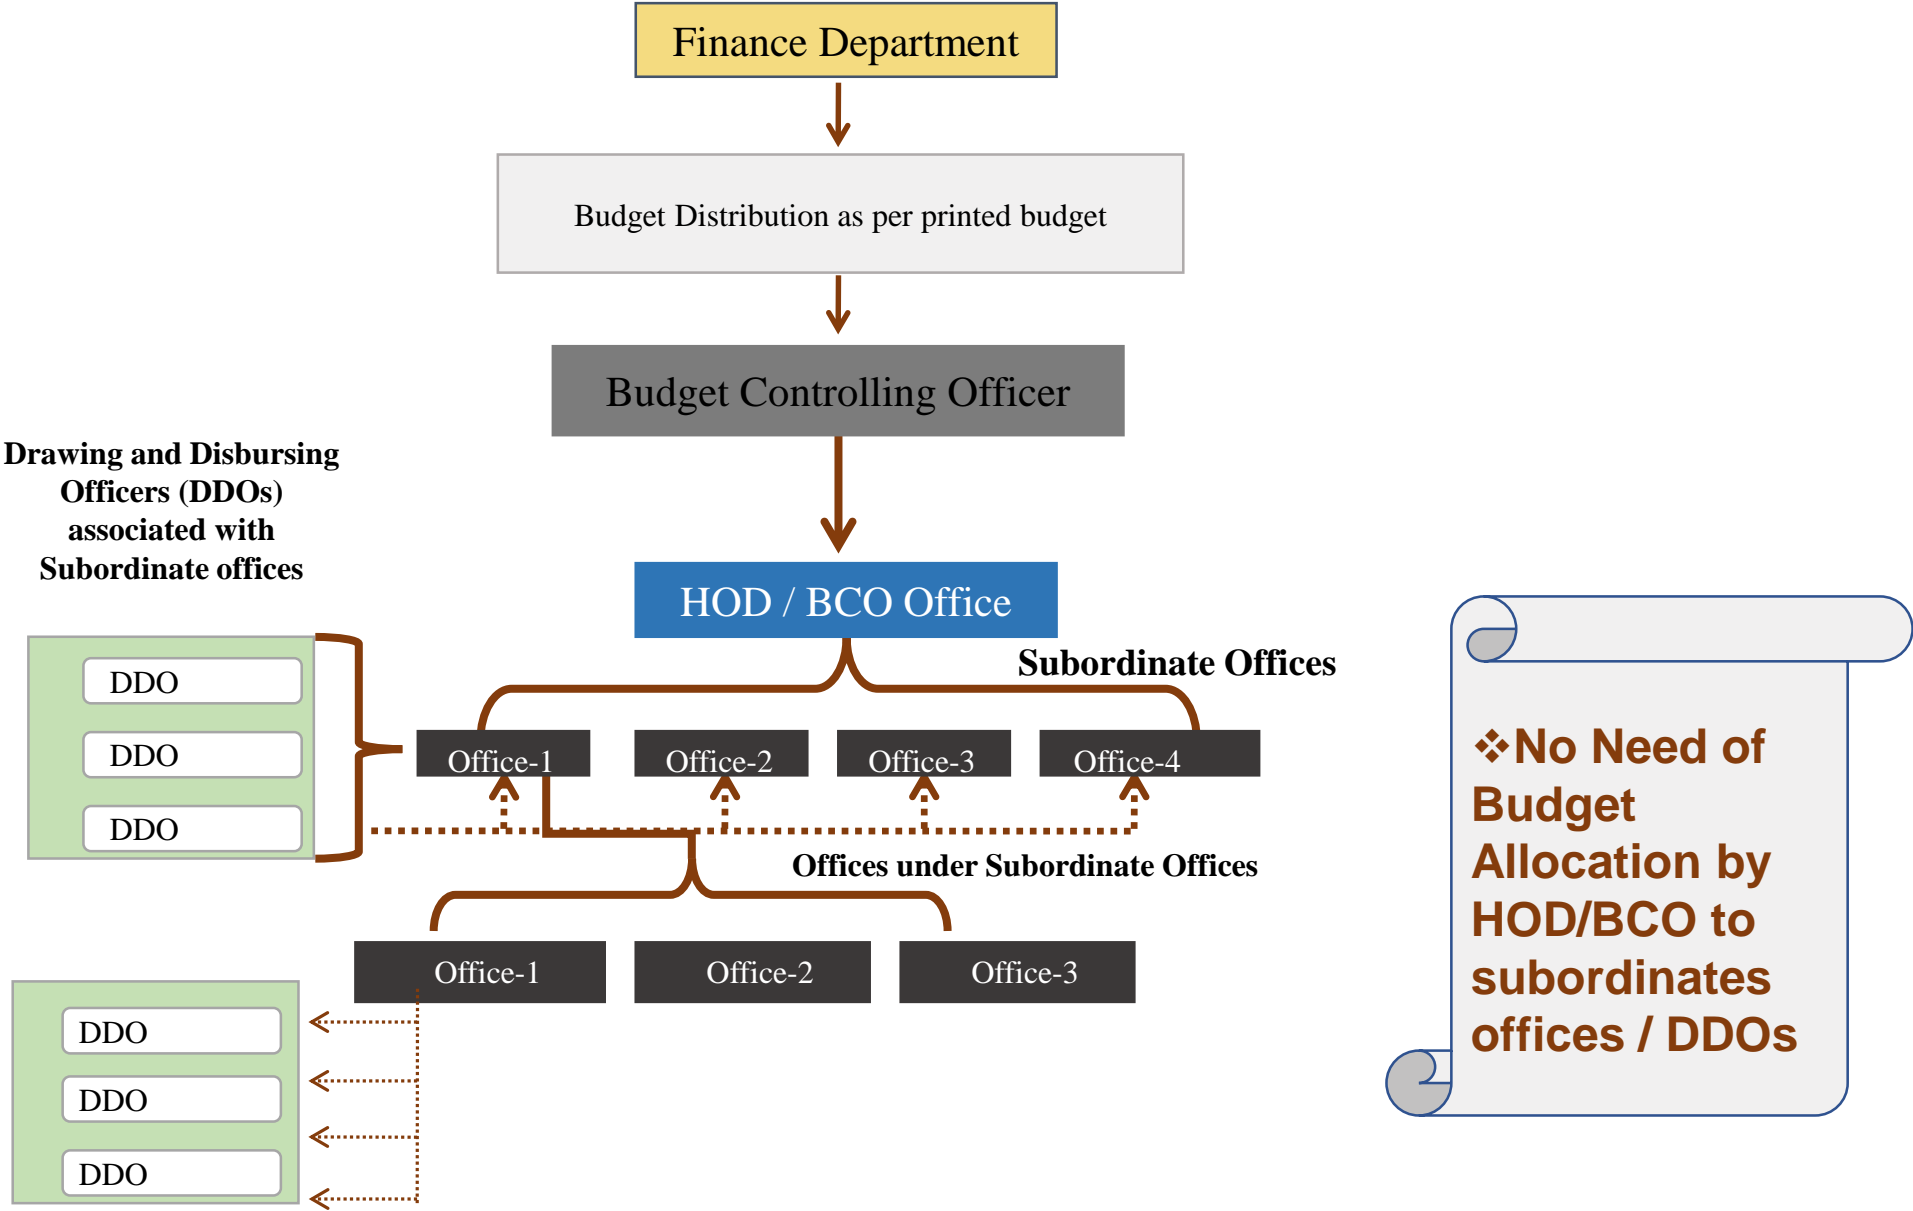 Finance Department
Budget Distribution as per printed budget
Budget Controlling Officer
Drawing and Disbursing
Officers (DDOs)
associated with
Subordinate offices
HOD / BCO Office
Subordinate Offices
DDO
DDO
DDO
Office-1
Office-2
Office-3
Office-4
Offices under Subordinate Offices
Office-1
Office-2
Office-3
DDO
DDO
DDO
❖No Need of
Budget
Allocation by
HOD/BCO to
subordinates
offices / DDOs